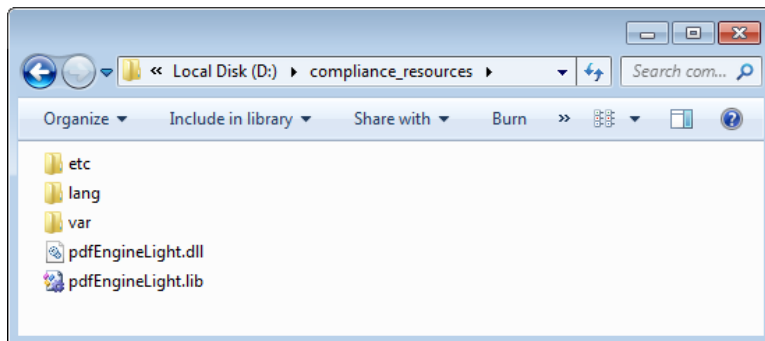 « Local Disk (D:) ▸ compliance_resources ▸ Search com...
Organize ▾ Include in library ▾ Share with ▾ Burn »
etc
lang
var
pdfEngineLight.dll
pdfEngineLight.lib